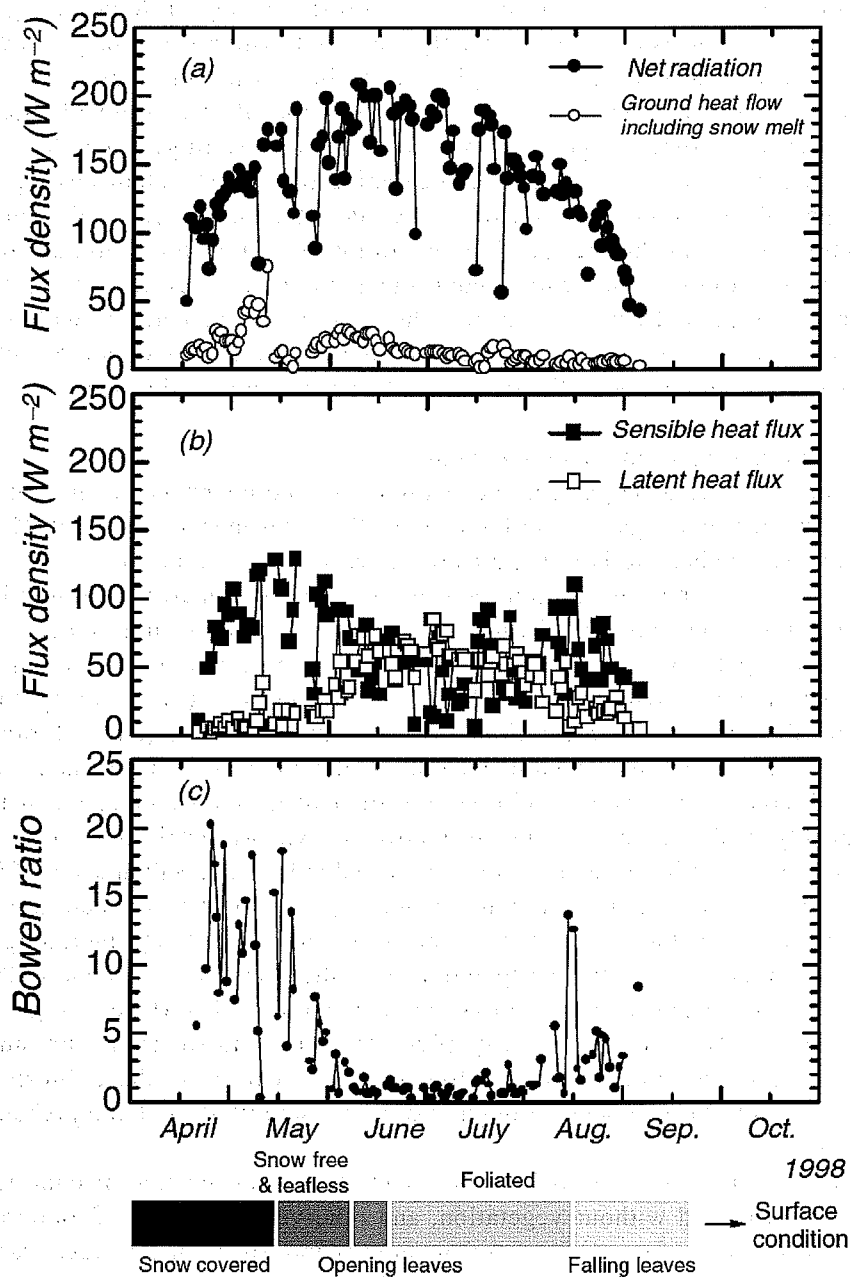 250
200
150
100
50
0
Flux density (W m⁻²)
(a)
Net radiation
Ground heat flow
including snow melt
250
200
150
100
50
0
Flux density (W m⁻²)
(b)
Sensible heat flux
Latent heat flux
25
20
15
10
5
0
Bowen ratio
(c)
April May June July Aug. Sep. Oct.
1998
Snow free
& leafless
Foliated
Surface
condition
Snow covered
Opening leaves
Falling leaves